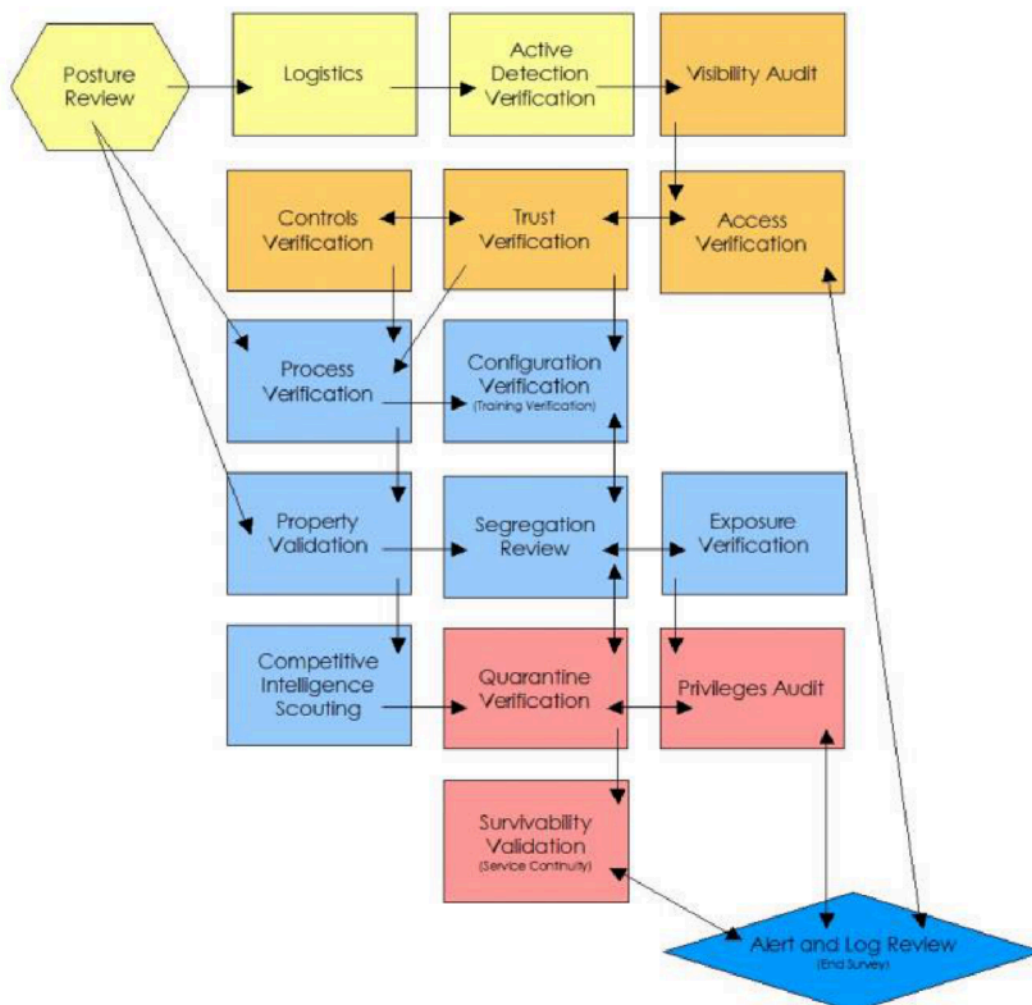 Posture
Review
Logistics
Active
Detection
Verification
Visibility Audit
Controls
Verification
Trust
Verification
Access
Verification
Process
Verification
Configuration
Verification
(Training Verification)
Property
Validation
Segregation
Review
Exposure
Verification
Competitive
Intelligence
Scouting
Quarantine
Verification
Privileges Audit
Survivability
Validation
(Service Continuity)
Alert and Log Review
(End Survey)